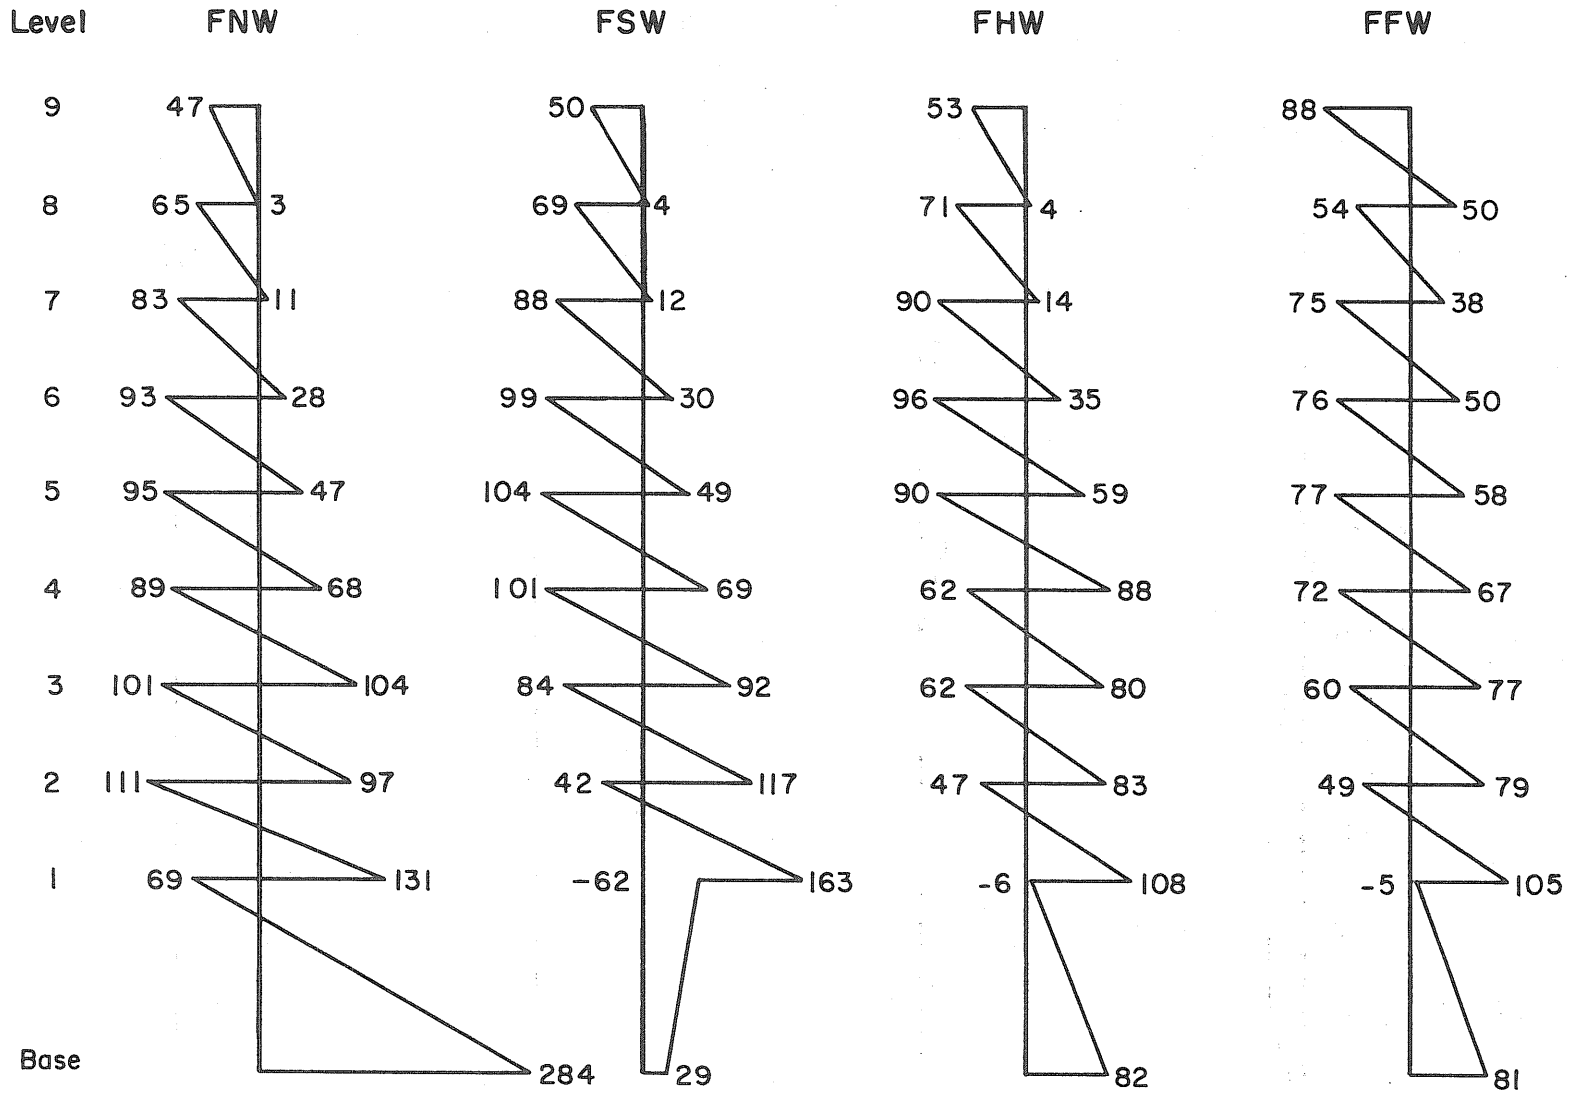 Level FNW FSW FHW FFW
9 47 50 53 88
8 65 3 69 4 71 4 54 50
7 83 11 88 12 90 14 75 38
6 93 28 99 30 96 35 76 50
5 95 47 104 49 90 59 77 58
4 89 68 101 69 62 88 72 67
3 101 104 84 92 62 80 60 77
2 111 97 42 117 47 83 49 79
1 69 131 -62 163 -6 108 -5 105
Base 284 29 82 81